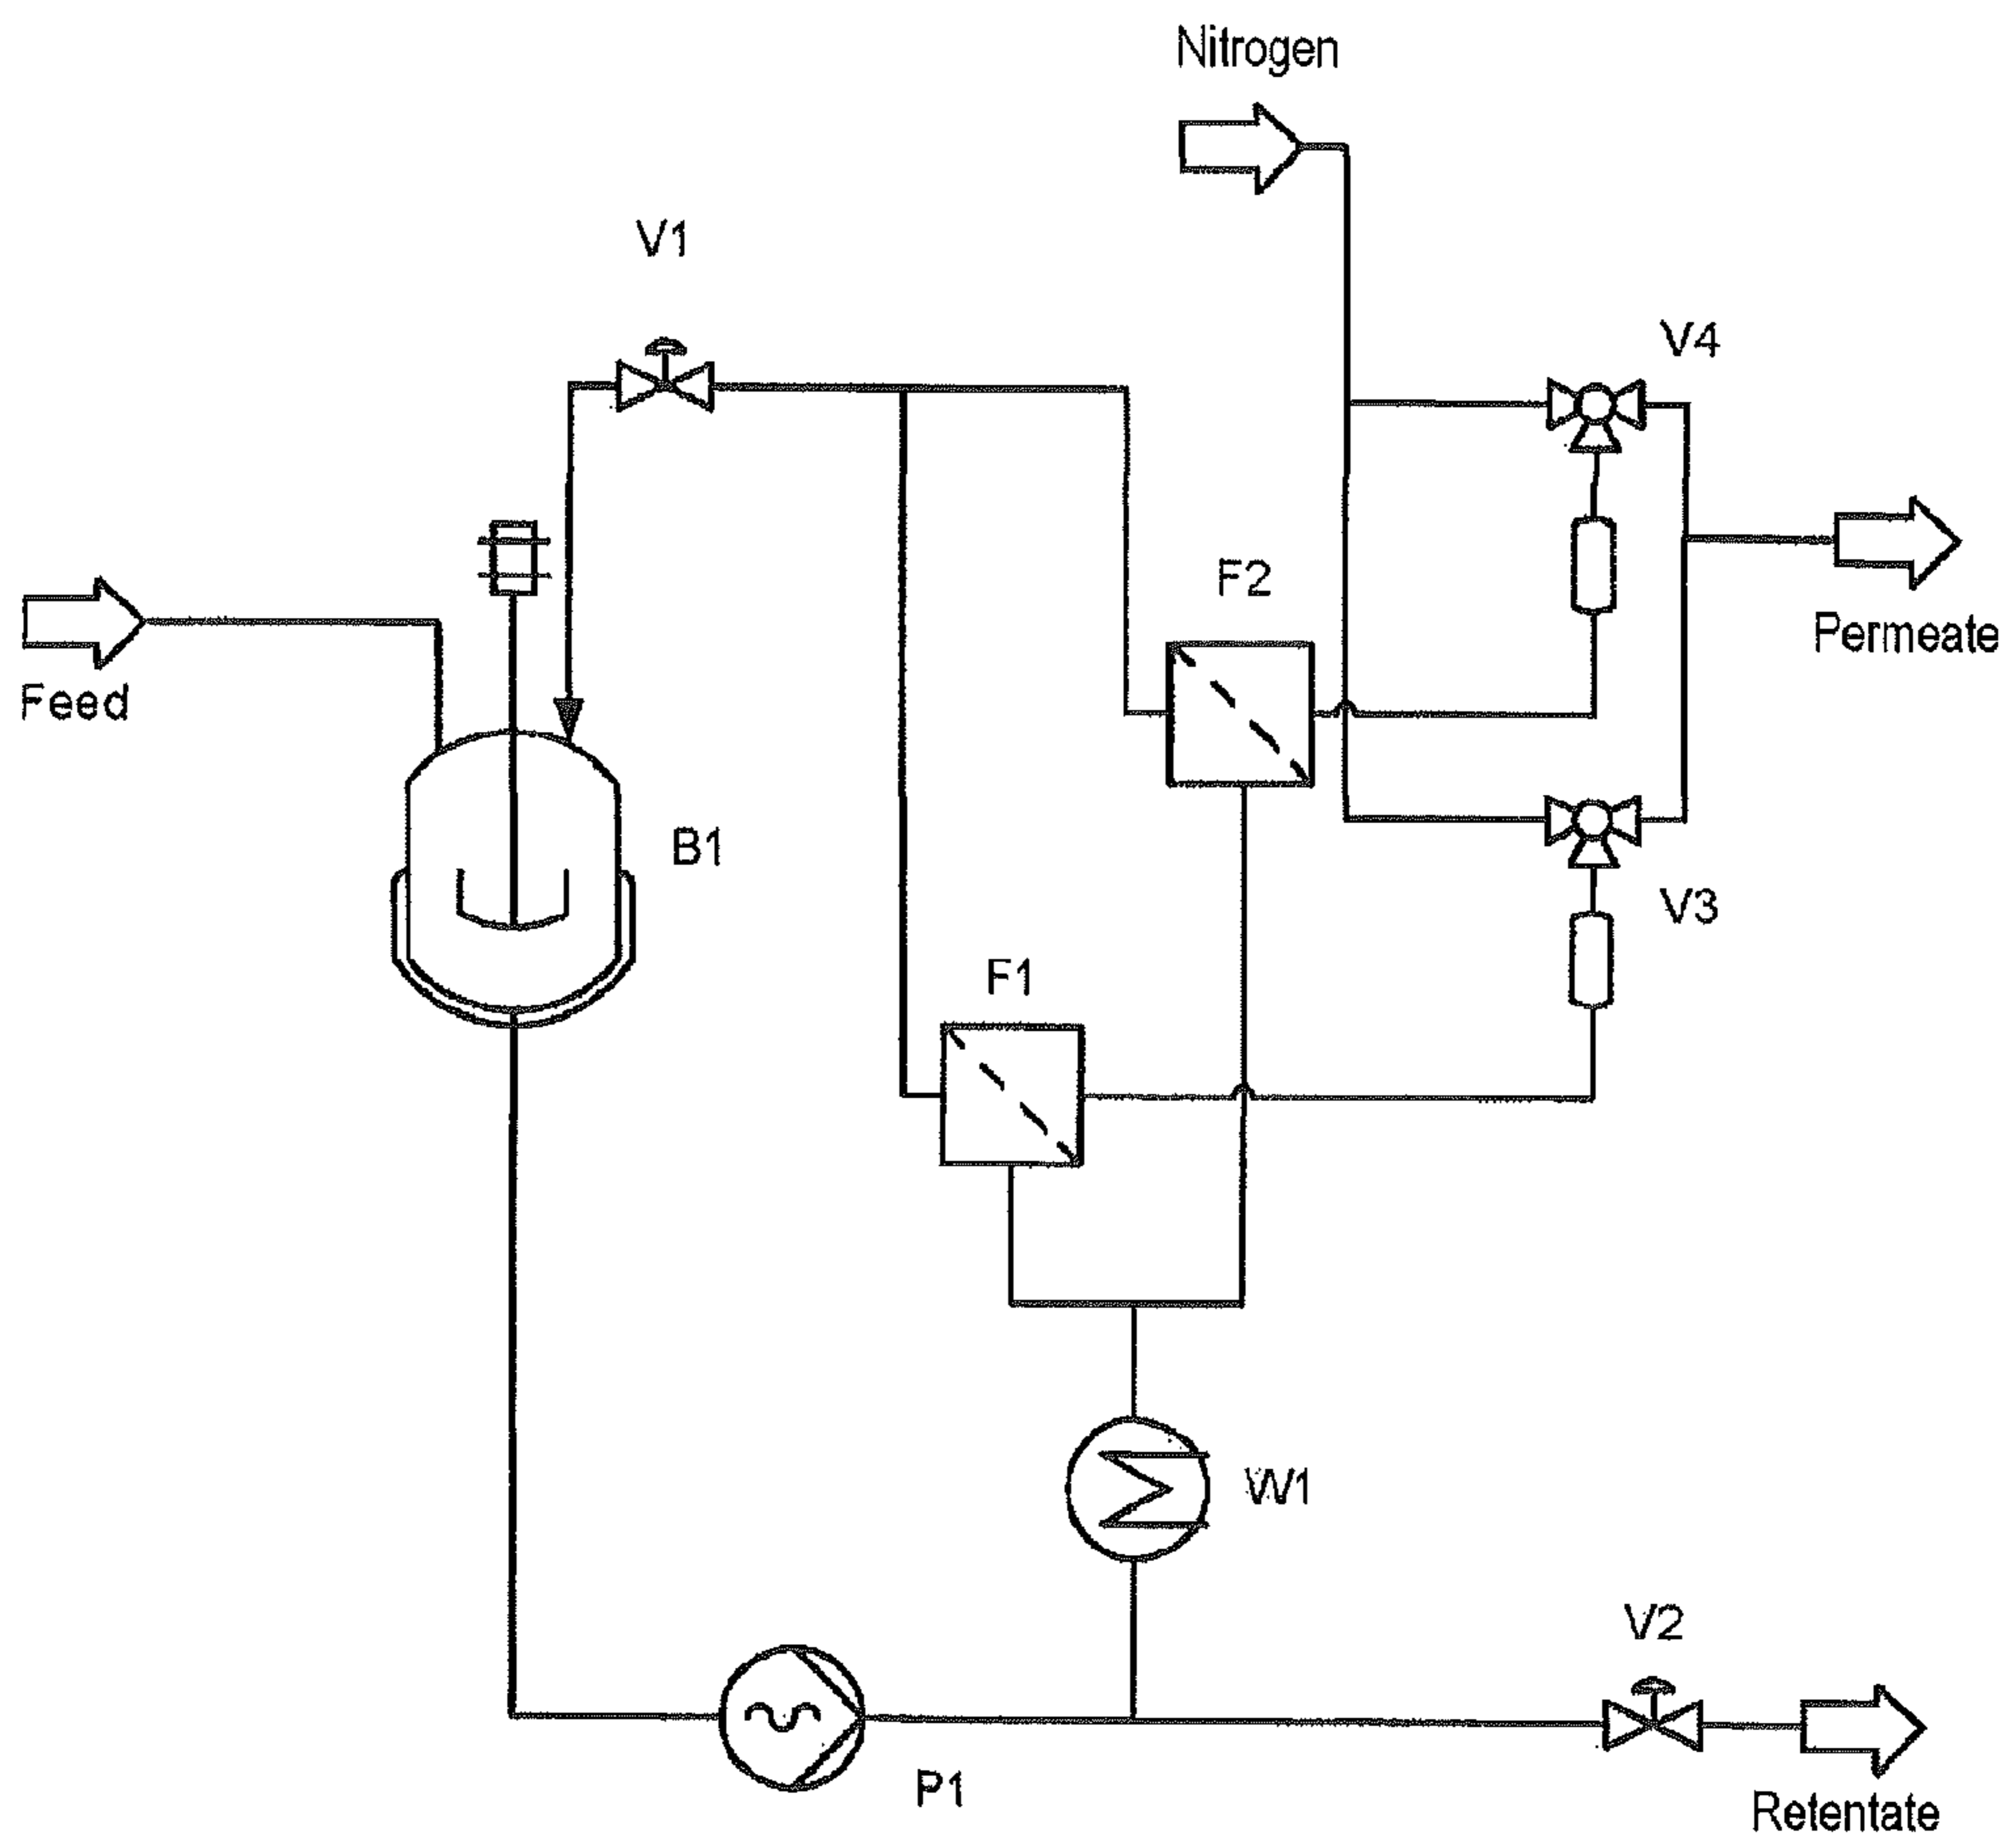 Nitrogen
V1
V4
F2
Permeate
Feed
B1
V3
F1
W1
V2
P1
Retentate